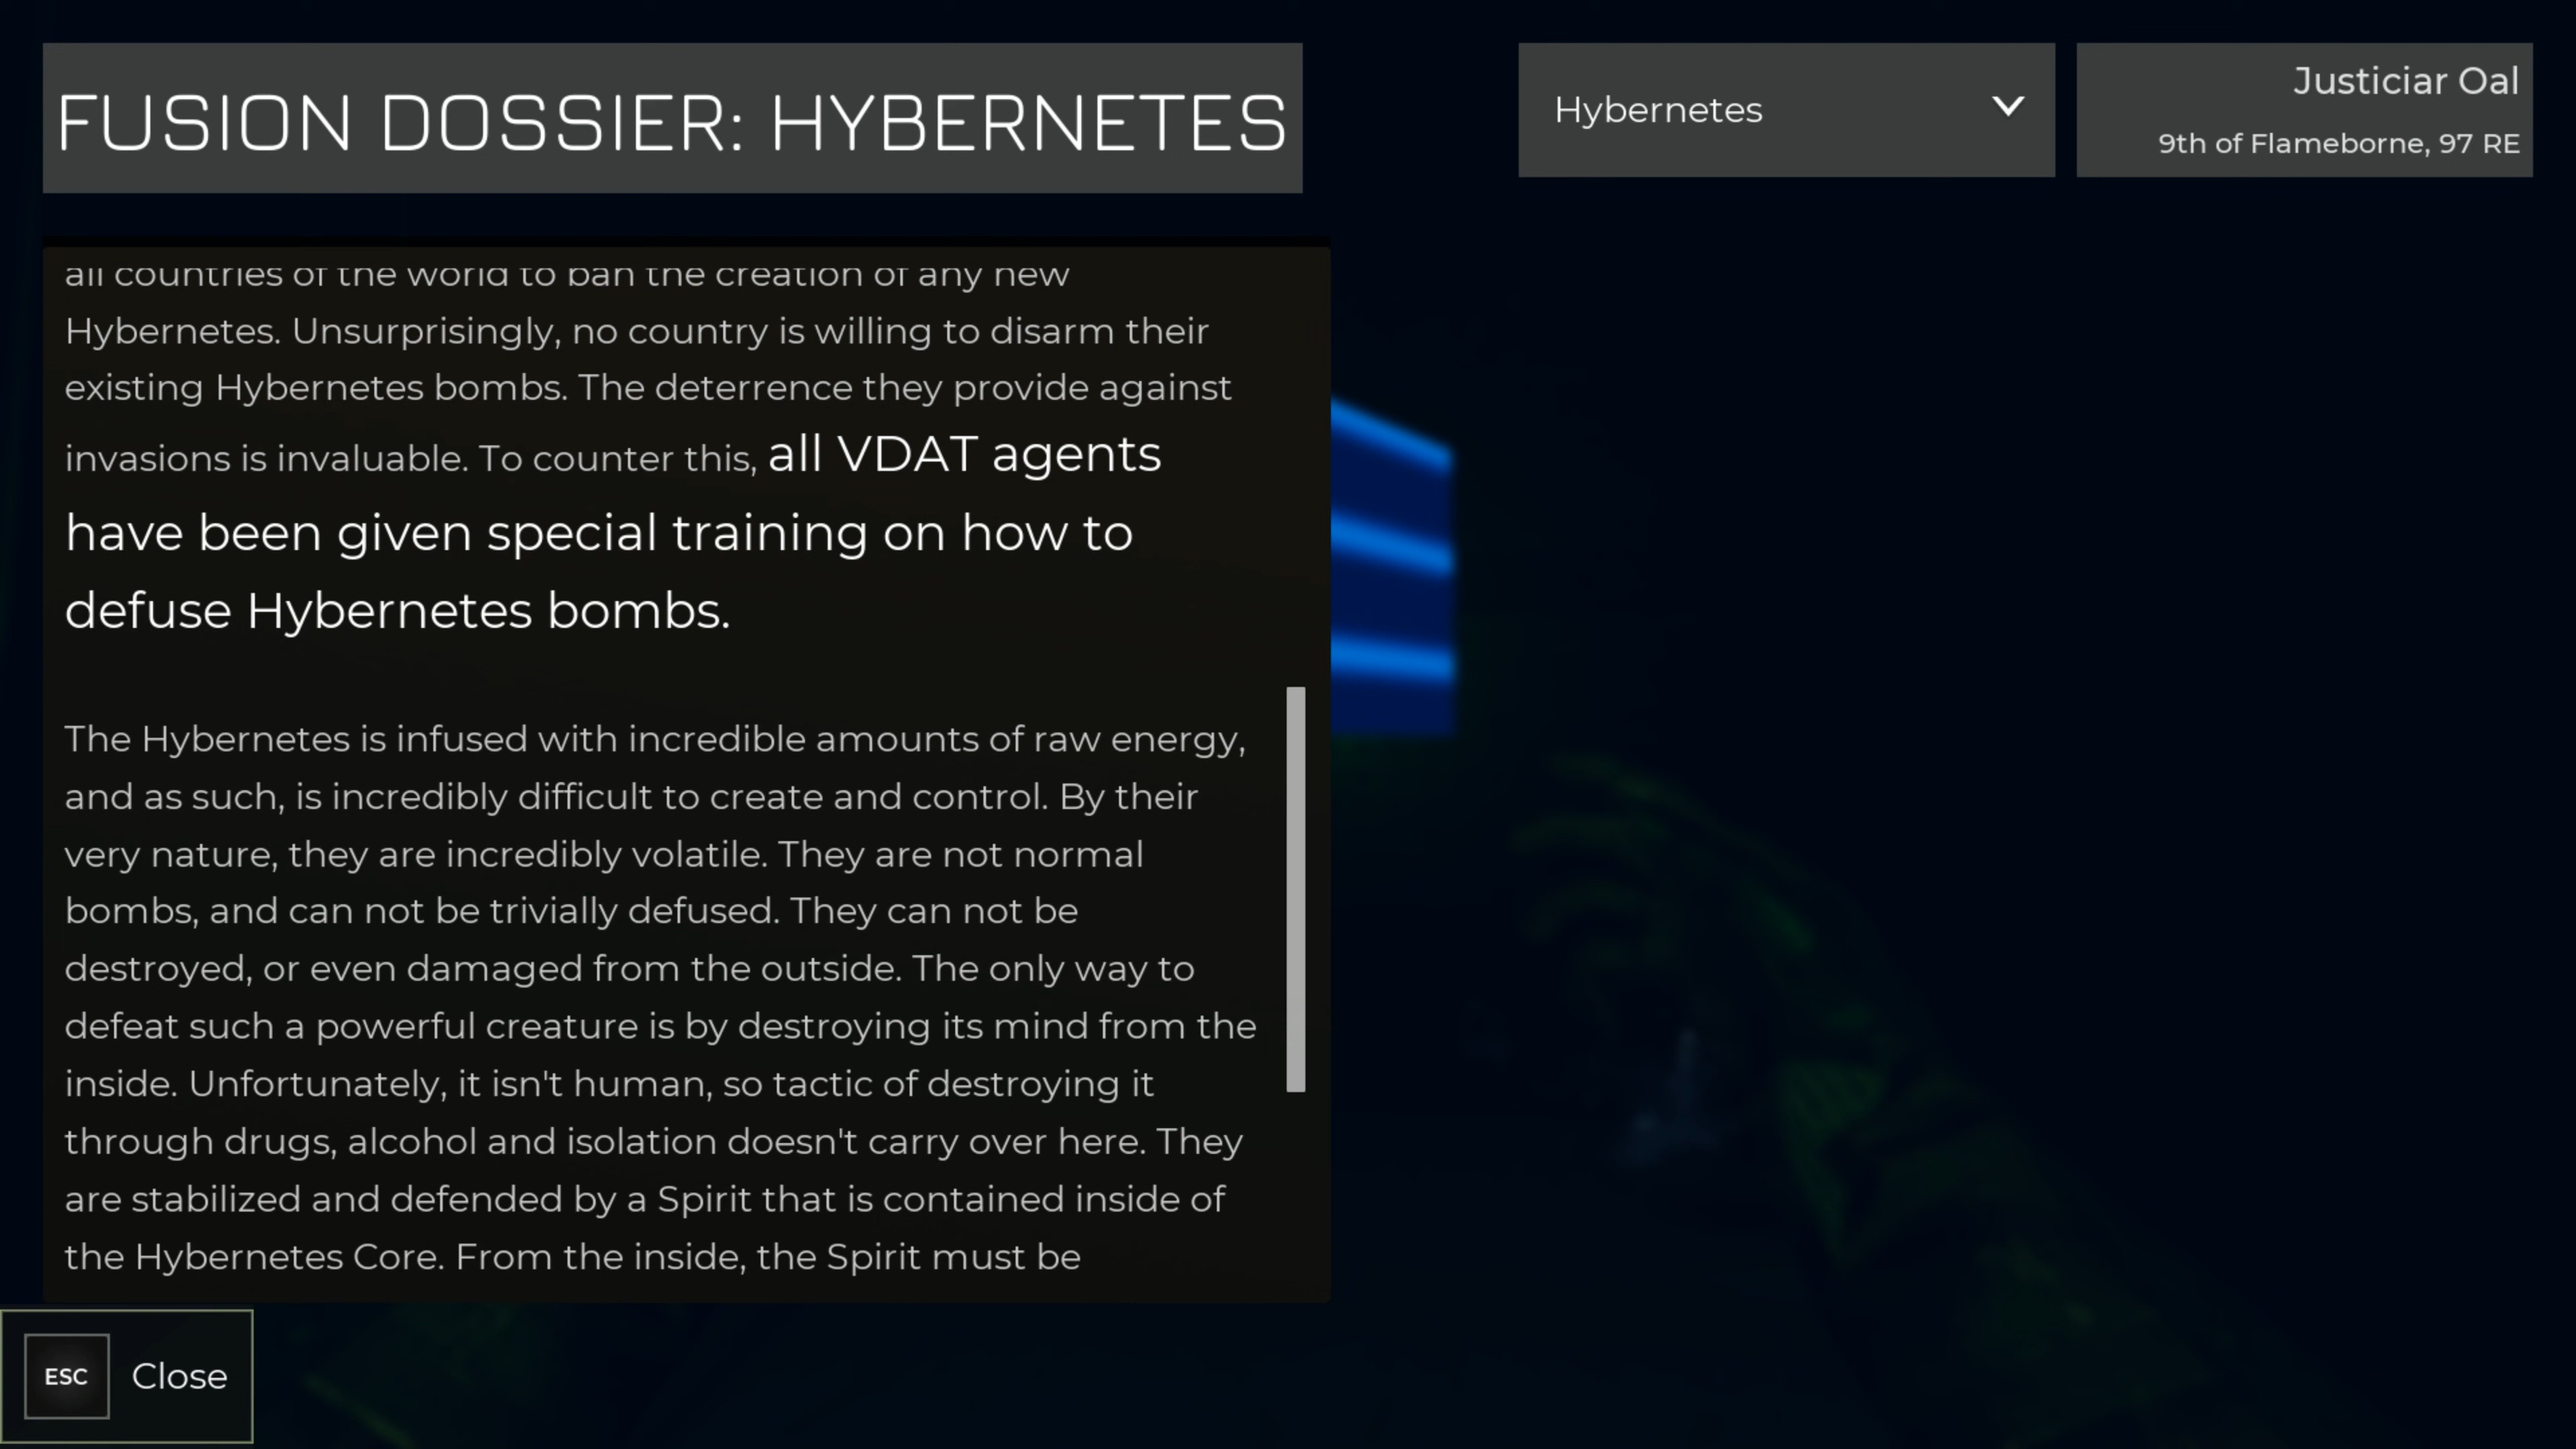 FUSION DOSSIER: HYBERNETES
Hybernetes
Justiciar Oal
9th of Flameborne, 97 RE
all countries of the world to ban the creation of any new
Hybernetes. Unsurprisingly, no country is willing to disarm their
existing Hybernetes bombs. The deterrence they provide against
invasions is invaluable. To counter this, all VDAT agents
have been given special training on how to
defuse Hybernetes bombs.
The Hybernetes is infused with incredible amounts of raw energy,
and as such, is incredibly difficult to create and control. By their
very nature, they are incredibly volatile. They are not normal
bombs, and can not be trivially defused. They can not be
destroyed, or even damaged from the outside. The only way to
defeat such a powerful creature is by destroying its mind from the
inside. Unfortunately, it isn't human, so tactic of destroying it
through drugs, alcohol and isolation doesn't carry over here. They
are stabilized and defended by a Spirit that is contained inside of
the Hybernetes Core. From the inside, the Spirit must be
ESC Close